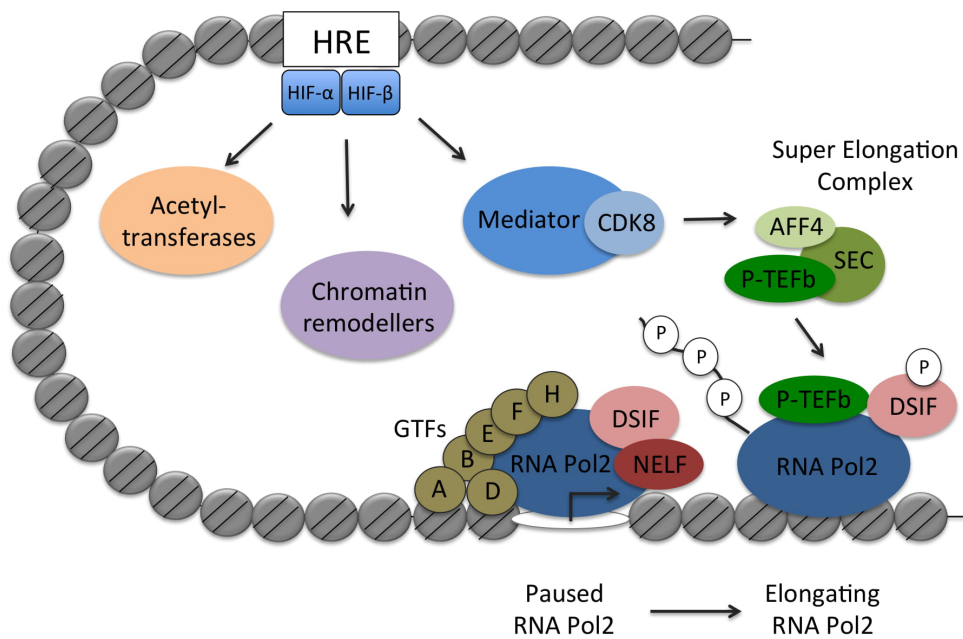 HRE
HIF-α HIF-β
Super Elongation
Complex
Acetyl-
transferases
Mediator CDK8
AFF4
SEC
P-TEFb
Chromatin
remodellers
P
P
P
P
H
F
E
B
A
D
GTFs
DSIF
RNA Pol2
NELF
P-TEFb
DSIF
RNA Pol2
Paused
RNA Pol2
Elongating
RNA Pol2